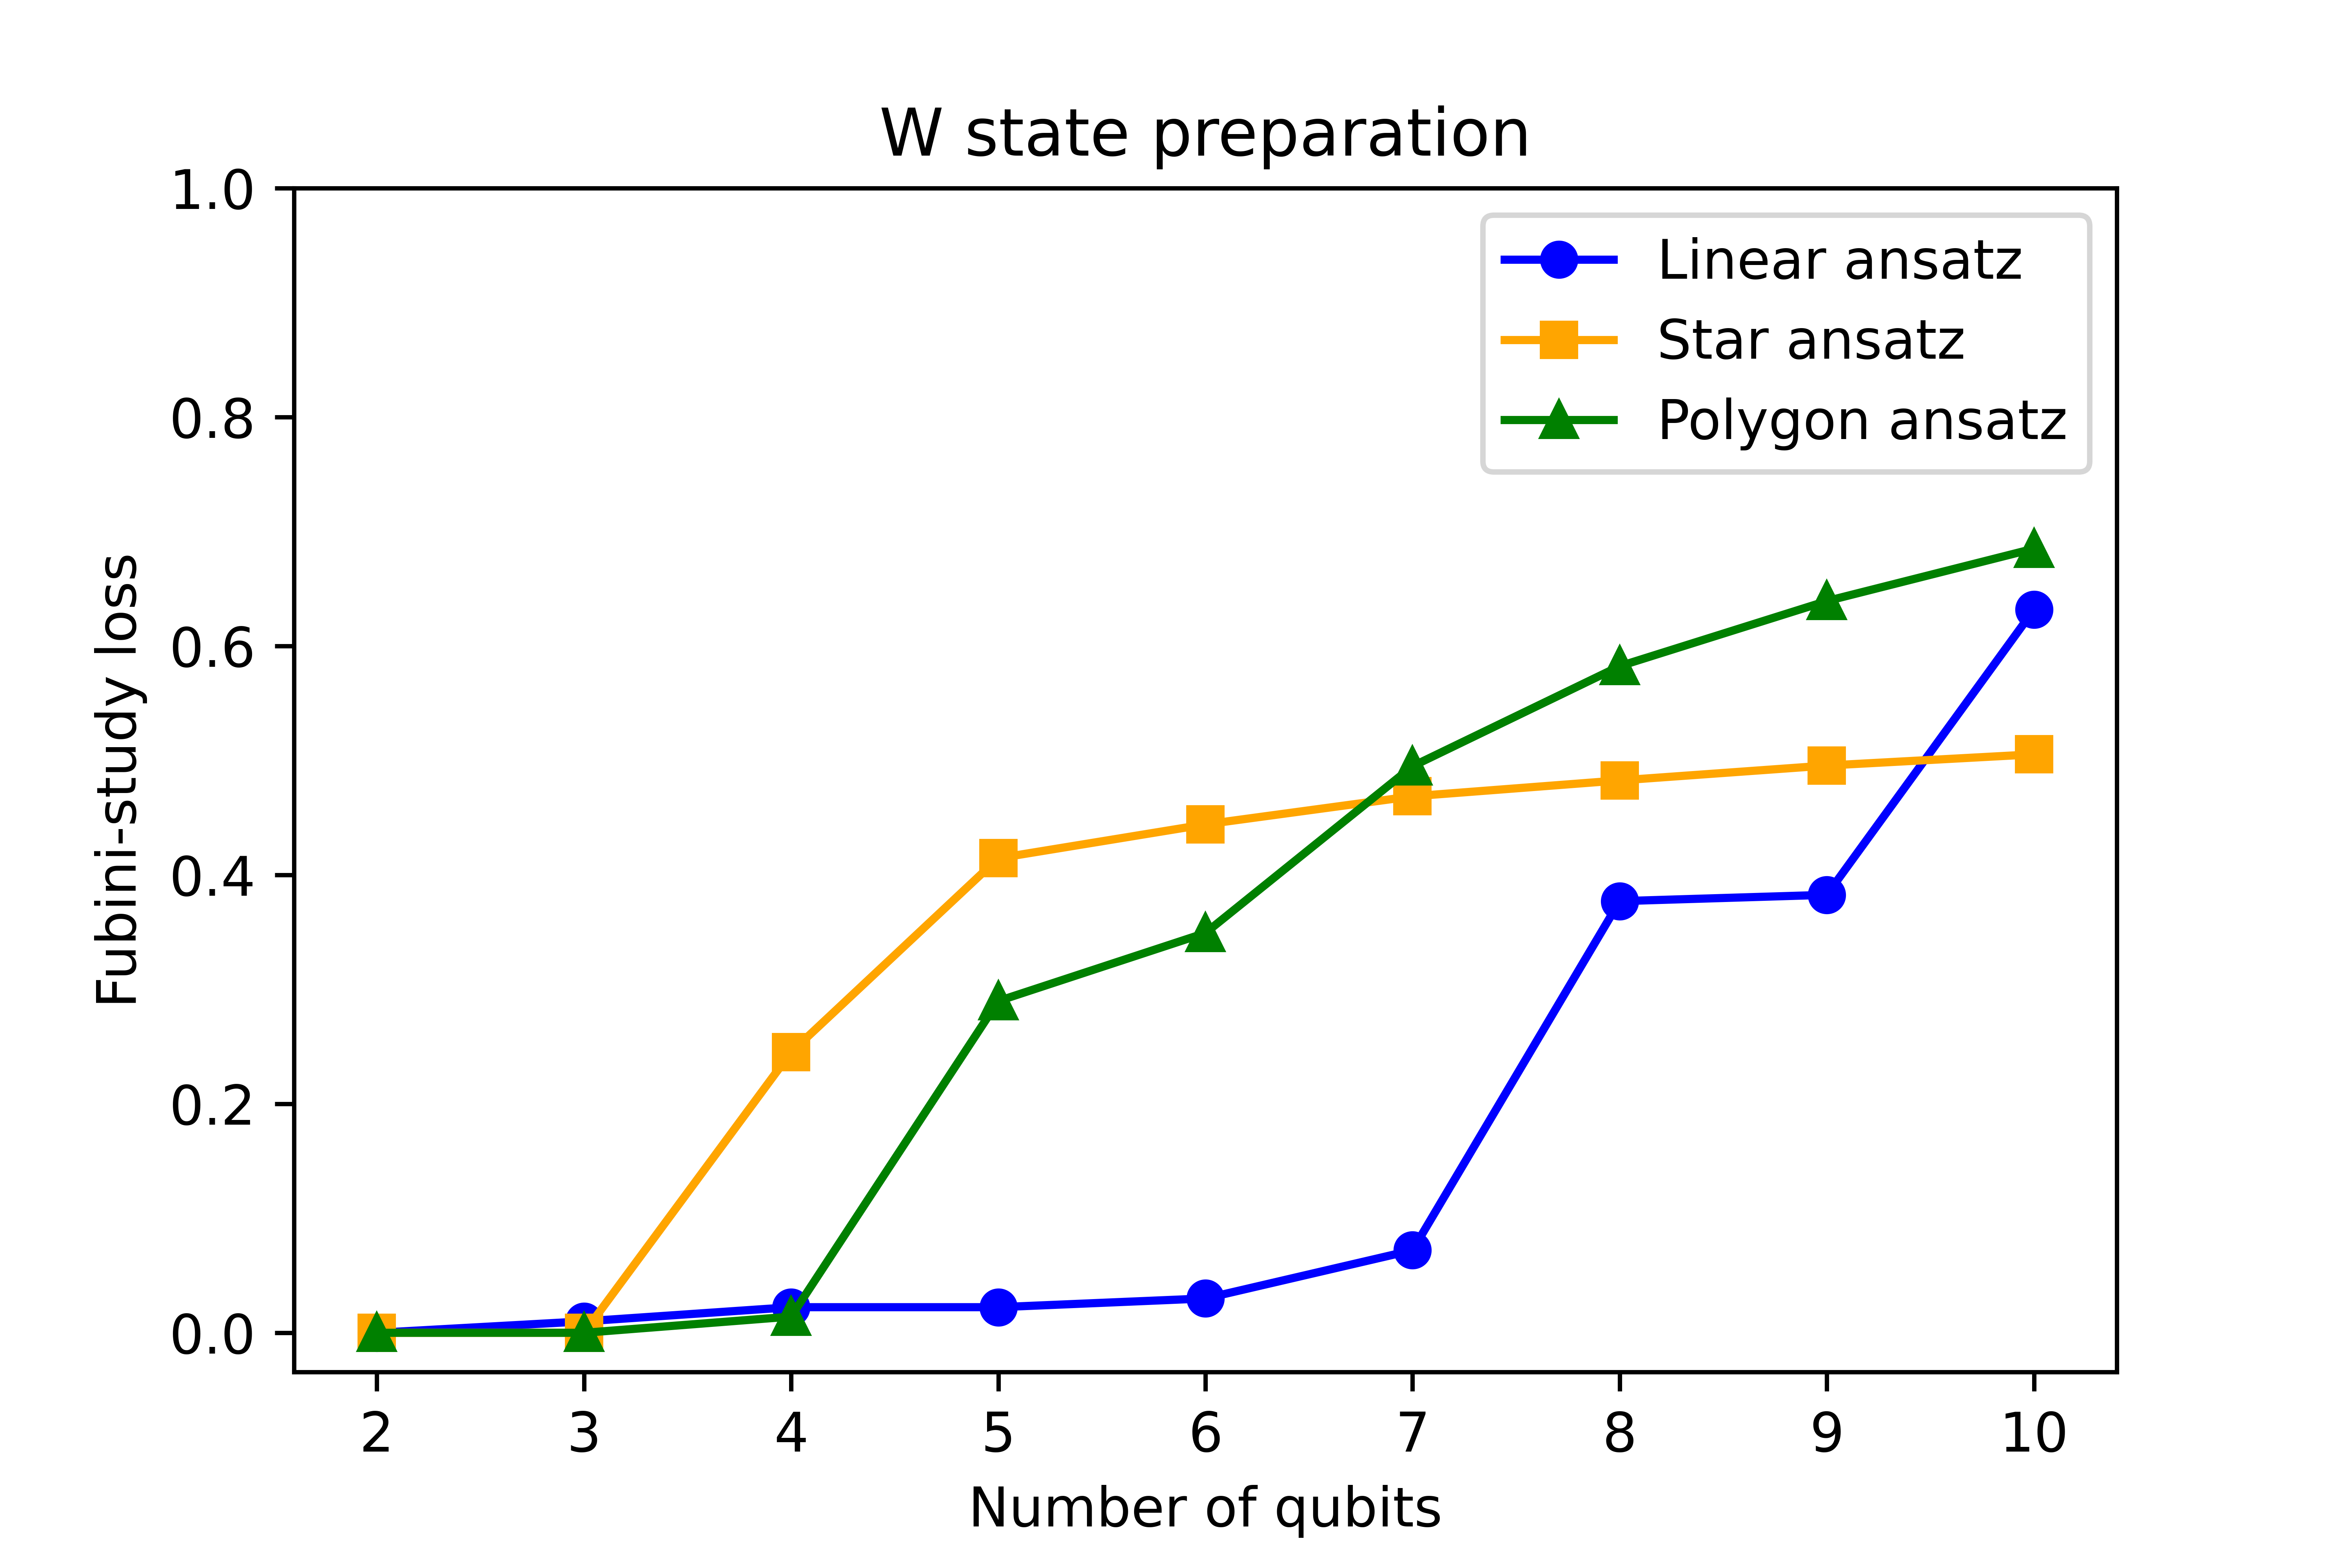 W state preparation
1.0
0.8
0.6
0.4
0.2
0.0
Fubini-study loss
Linear ansatz
Star ansatz
Polygon ansatz
2 3 4 5 6 7 8 9 10
Number of qubits